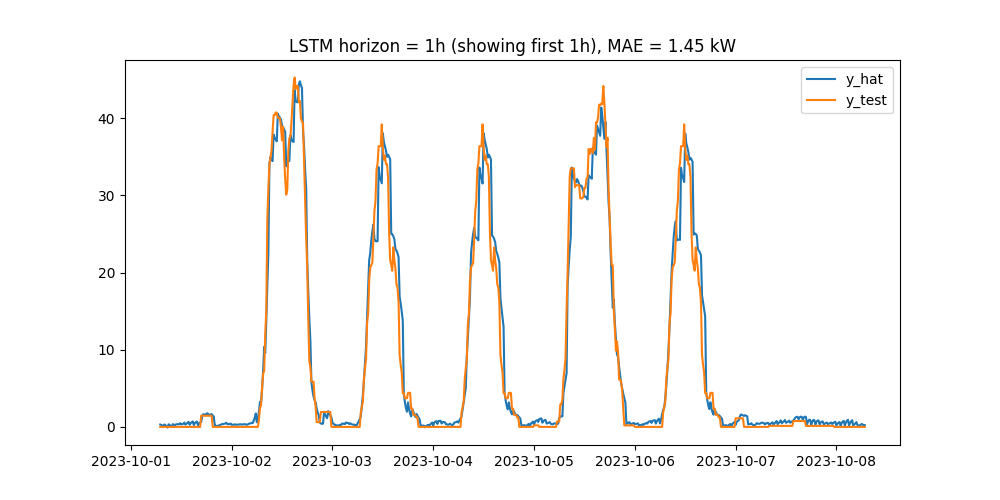 LSTM horizon = 1h (showing first 1h), MAE = 1.45 kW
y_hat
y_test
40
30
20
10
0
2023-10-01 2023-10-02 2023-10-03 2023-10-04 2023-10-05 2023-10-06 2023-10-07 2023-10-08